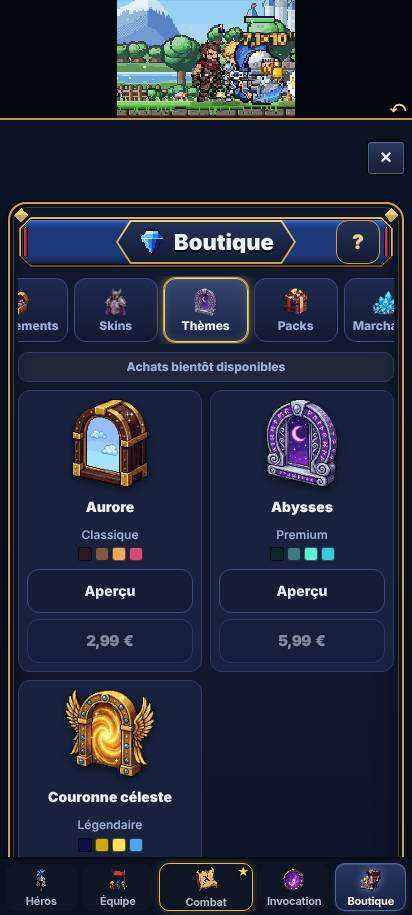 7,1×10
×
Boutique
?
ements
Skins
Thèmes
Packs
Marcha
Achats bientôt disponibles
Aurore
Abysses
Classique
Premium
Aperçu
Aperçu
2,99 €
5,99 €
Couronne céleste
Légendaire
Héros
Équipe
Combat
Invocation
Boutique